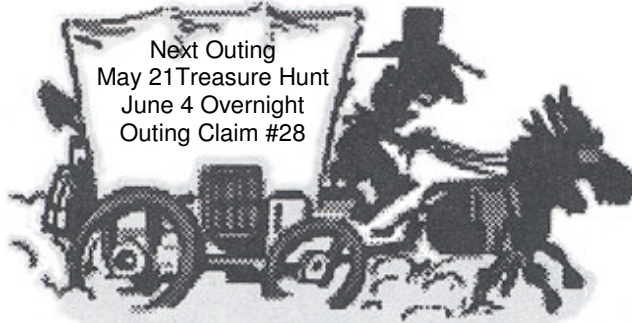 Next Outing
May 21Treasure Hunt
June 4 Overnight
Outing Claim #28